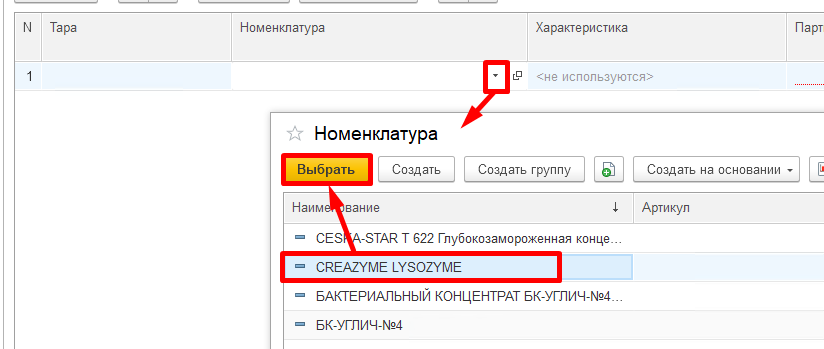 N Тара Номенклатура Характеристика Парти
1 <не используются>
Номенклатура
Выбрать Создать Создать группу Создать на основании
Наименование ↓ Артикул
CESKA-STAR T 622 Глубокозамороженная конце...
CREAZYME LYSOZYME
БАКТЕРИАЛЬНЫЙ КОНЦЕНТРАТ БК-УГЛИЧ-№4...
БК-УГЛИЧ-№4